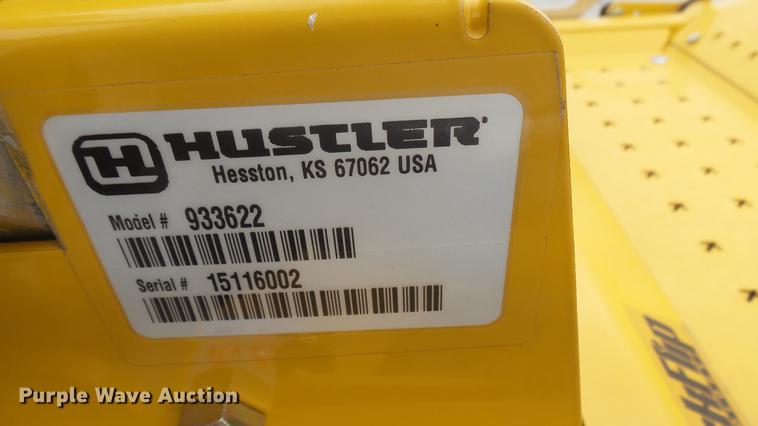 H HUSTLER
Hesston, KS 67062 USA
Model # 933622
Serial # 15116002
Purple Wave Auction